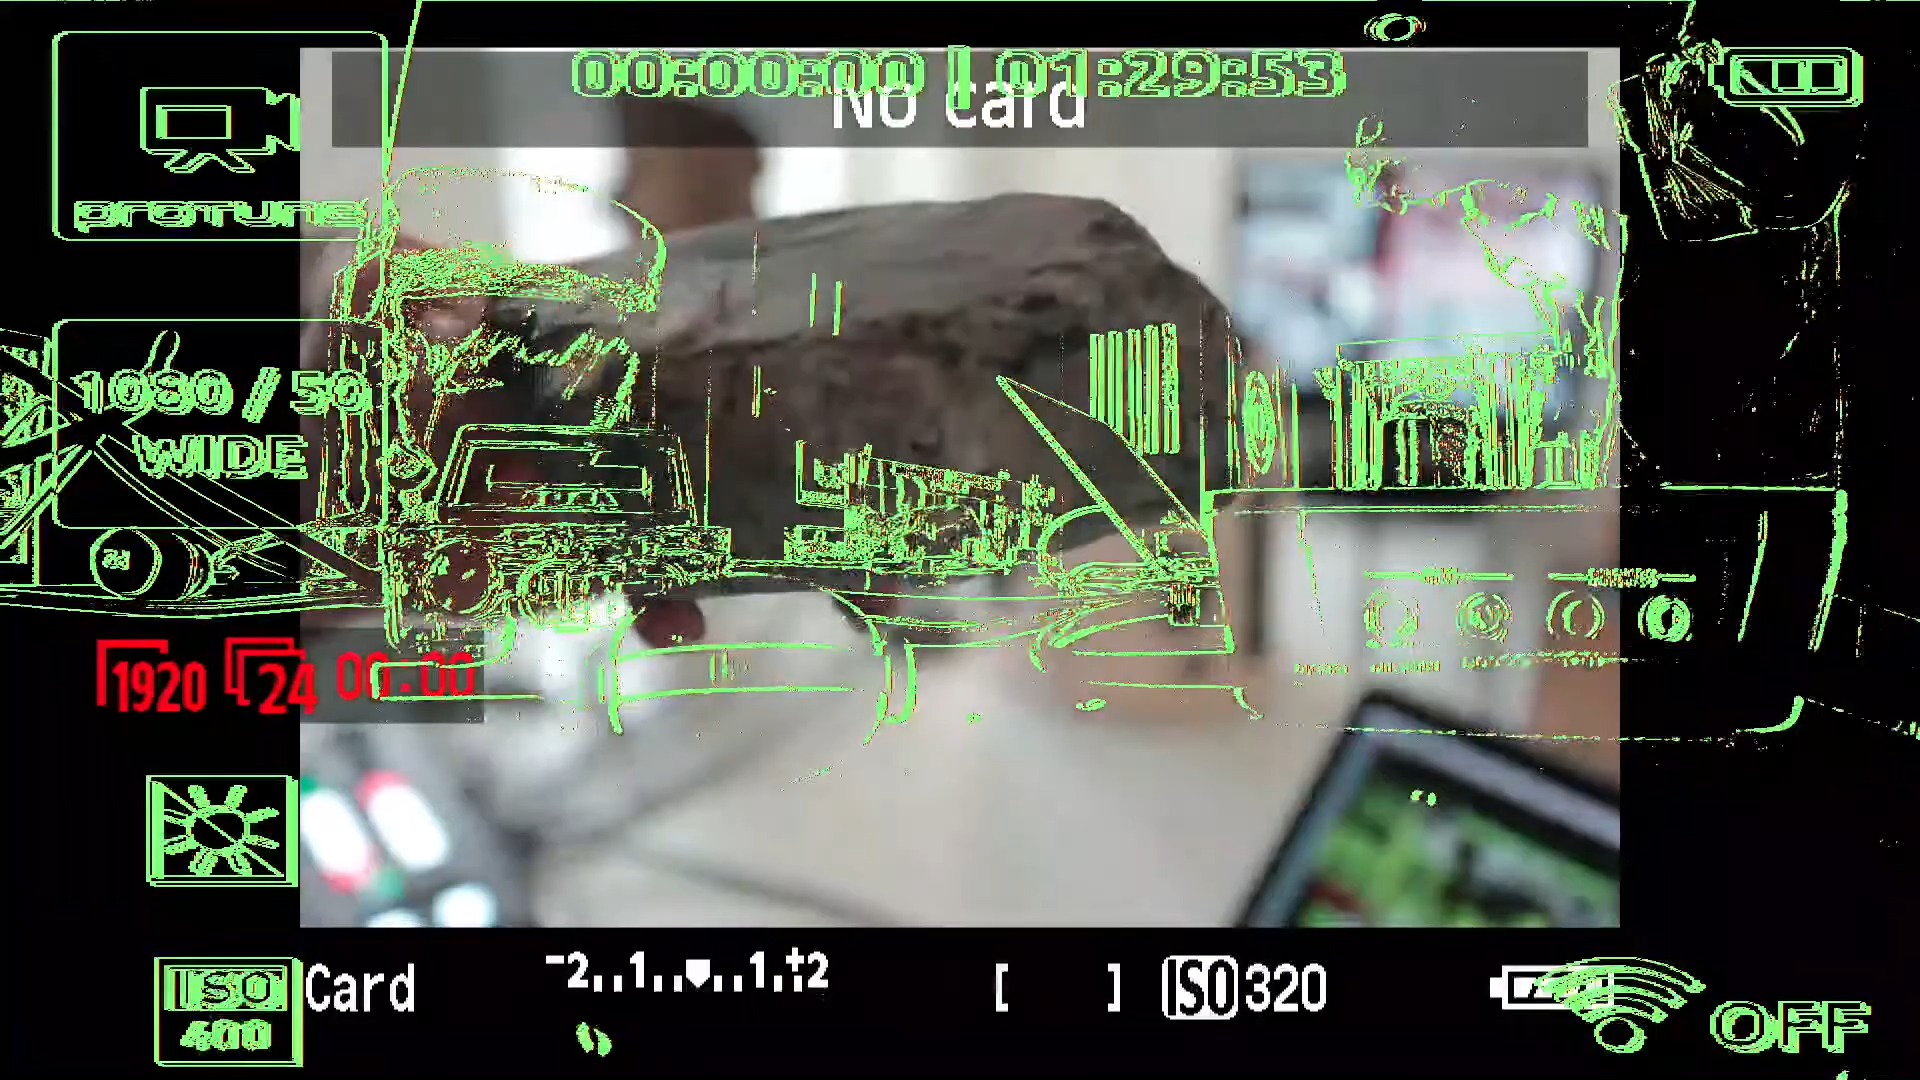 00:00:00 | 01:29:53
No card
PROTUNE
1080 / 50
WIDE
1920 24 00:00
ISO
400
Card
-2..1..▼..1..+2
[ ]
ISO 320
OFF